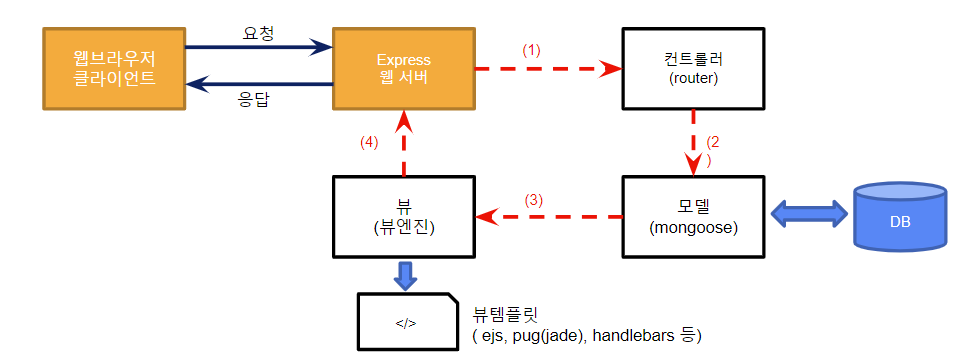 요청
웹브라우저
클라이언트
응답
Express
웹 서버
(1)
컨트롤러
(router)
(4)
(2
)
뷰
(뷰엔진)
(3)
모델
(mongoose)
DB
</>
뷰템플릿
( ejs, pug(jade), handlebars 등)